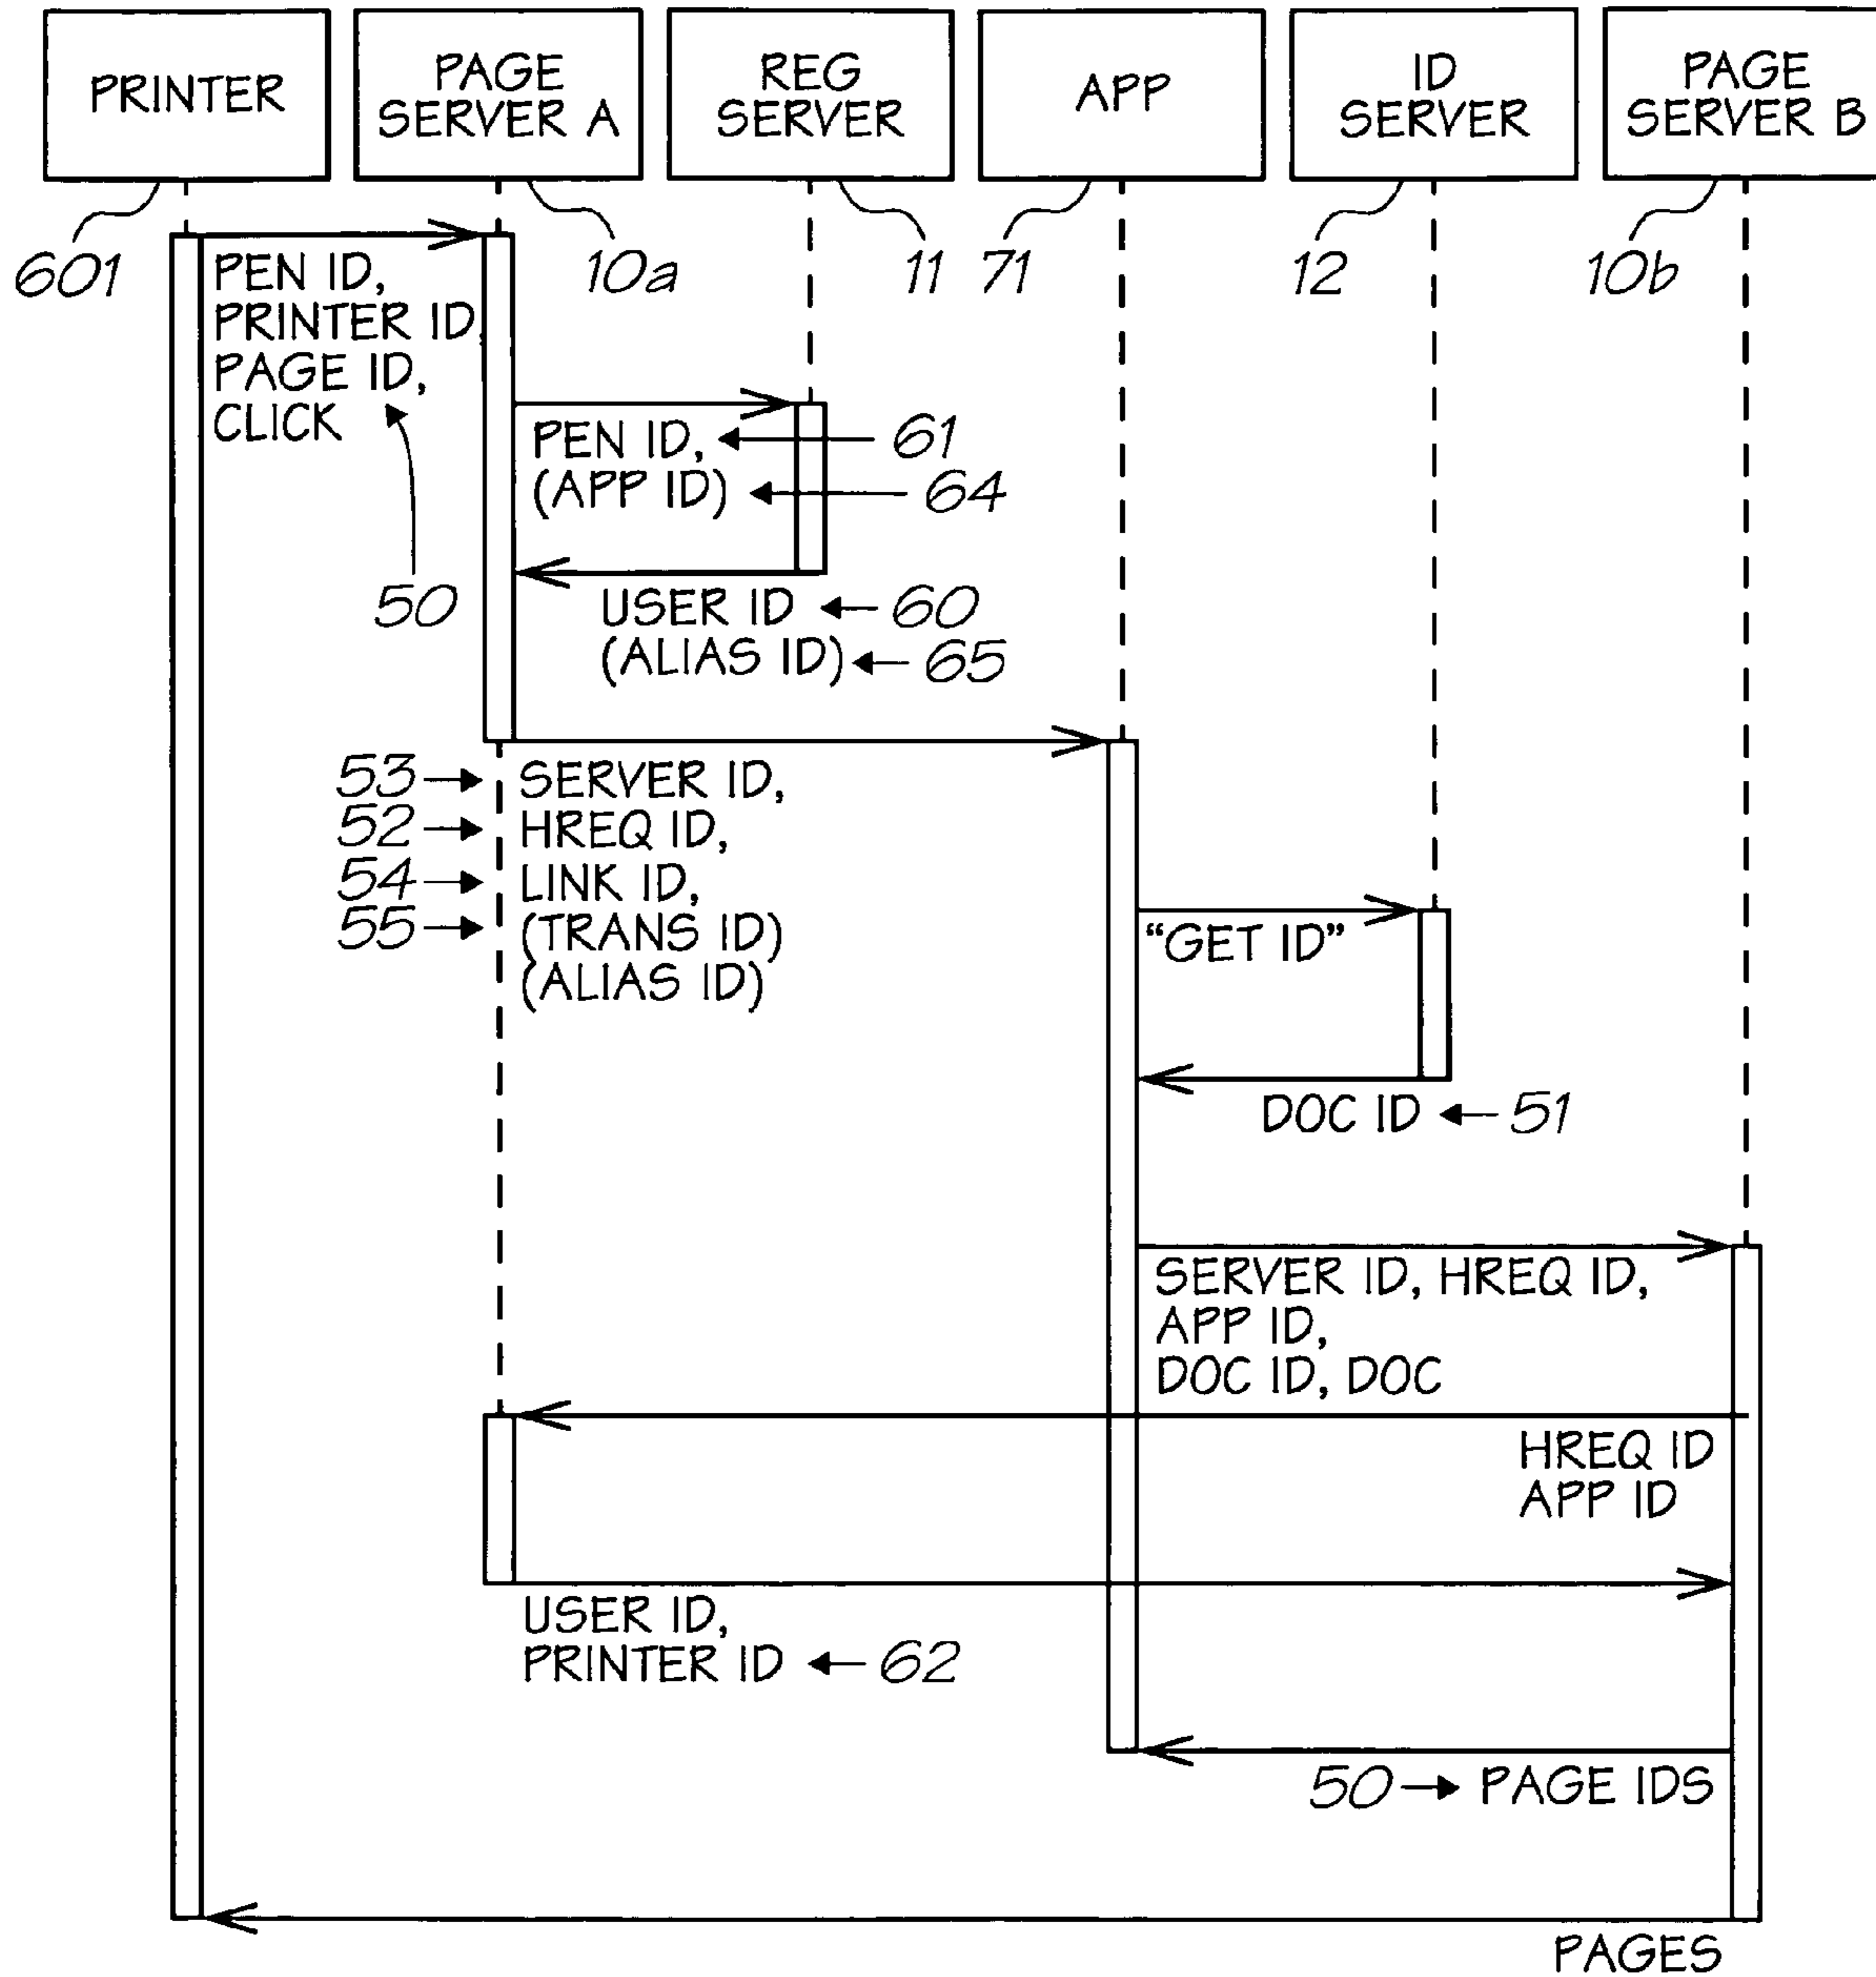 PRINTER
PAGE
SERVER A
REG
SERVER
APP
ID
SERVER
PAGE
SERVER B
601
10a
11
71
12
10b
PEN ID,
PRINTER ID
PAGE ID,
CLICK
50
PEN ID,
61
(APP ID)
64
USER ID
60
(ALIAS ID)
65
53
SERVER ID,
52
HREQ ID,
54
LINK ID,
55
(TRANS ID)
(ALIAS ID)
“GET ID”
DOC ID
51
SERVER ID, HREQ ID,
APP ID,
DOC ID, DOC
HREQ ID
APP ID
USER ID,
PRINTER ID
62
50
PAGE IDS
PAGES